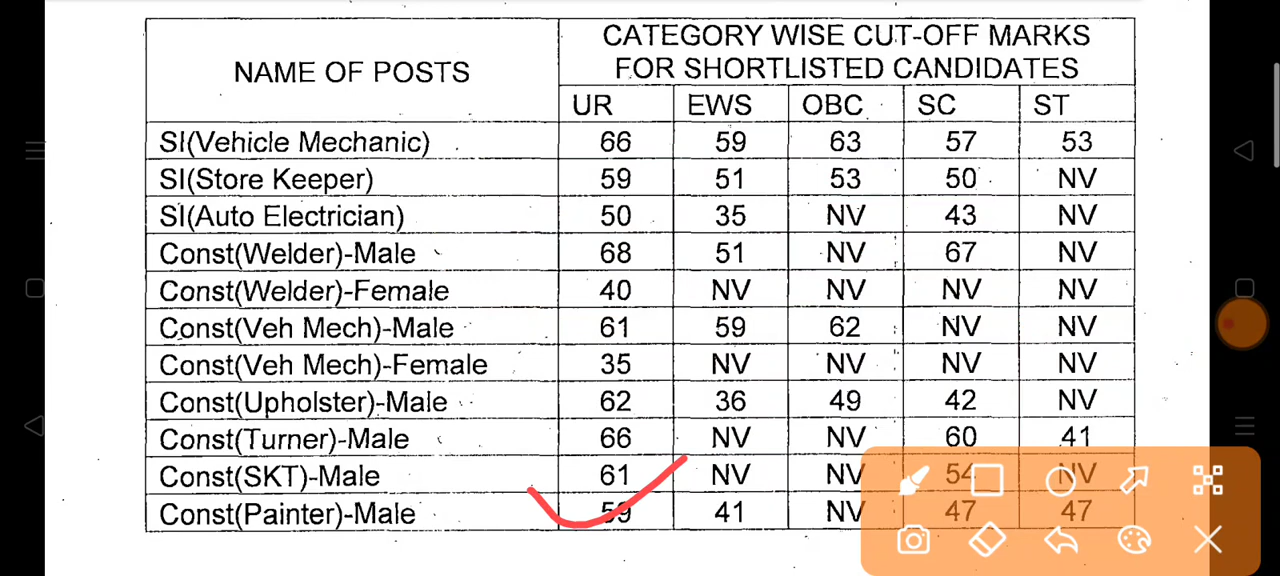 NAME OF POSTS
CATEGORY WISE CUT-OFF MARKS
FOR SHORTLISTED CANDIDATES
UR EWS OBC SC ST
SI(Vehicle Mechanic) 66 59 63 57 53
SI(Store Keeper) 59 51 53 50 NV
SI(Auto Electrician) 50 35 NV 43 NV
Const(Welder)-Male 68 51 NV 67 NV
Const(Welder)-Female 40 NV NV NV NV
Const(Veh Mech)-Male 61 59 62 NV NV
Const(Veh Mech)-Female 35 NV NV NV NV
Const(Upholster)-Male 62 36 49 42 NV
Const(Turner)-Male 66 NV NV 60 41
Const(SKT)-Male 61 NV NV 54 NV
Const(Painter)-Male 59 41 NV 47 47